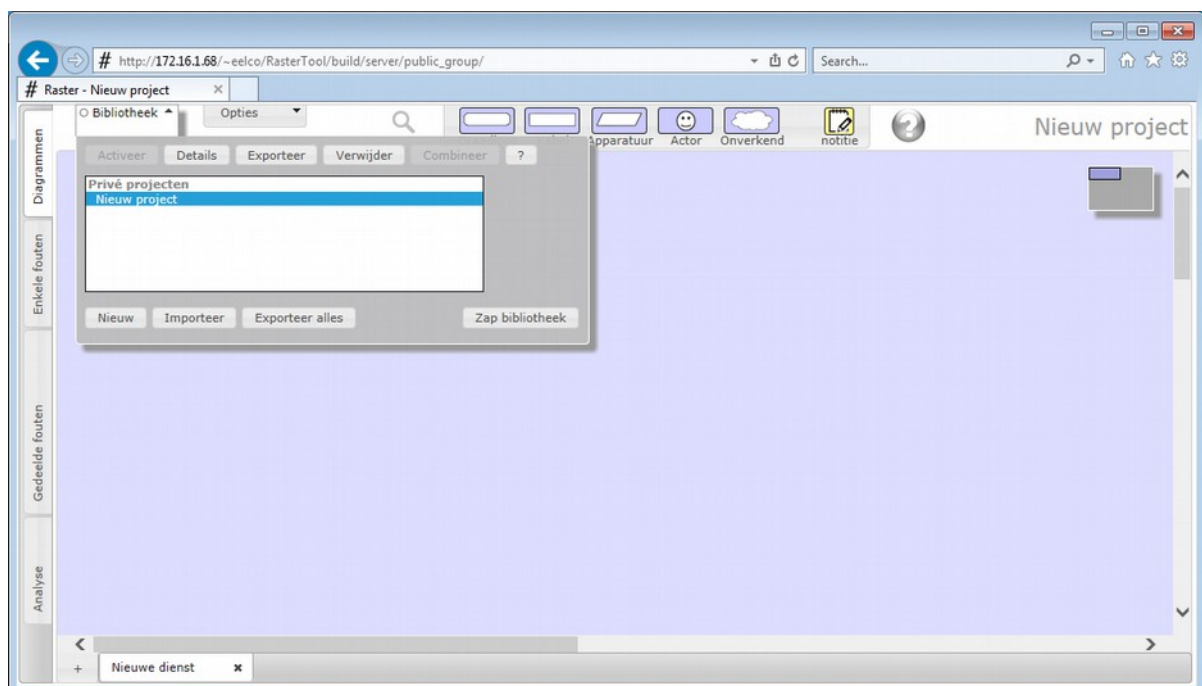 # http://172.16.1.68/~eelco/RasterTool/build/server/public_group/
Search...
# Raster - Nieuw project ×
Bibliotheek
Opties
Apparatuur
Actor
Onverkend
notitie
?
Nieuw project
Activeer
Details
Exporteer
Verwijder
Combineer
?
Privé projecten
Nieuw project
Nieuw
Importeer
Exporteer alles
Zap bibliotheek
Diagrammen
Enkele fouten
Gedeelde fouten
Analyse
+
Nieuwe dienst ×